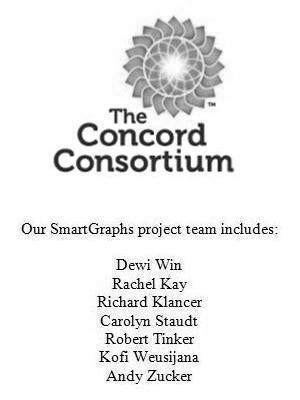 The
Concord
Consortium
TM
Our SmartGraphs project team includes:
Dewi Win
Rachel Kay
Richard Klancer
Carolyn Staudt
Robert Tinker
Kofi Weusijana
Andy Zucker